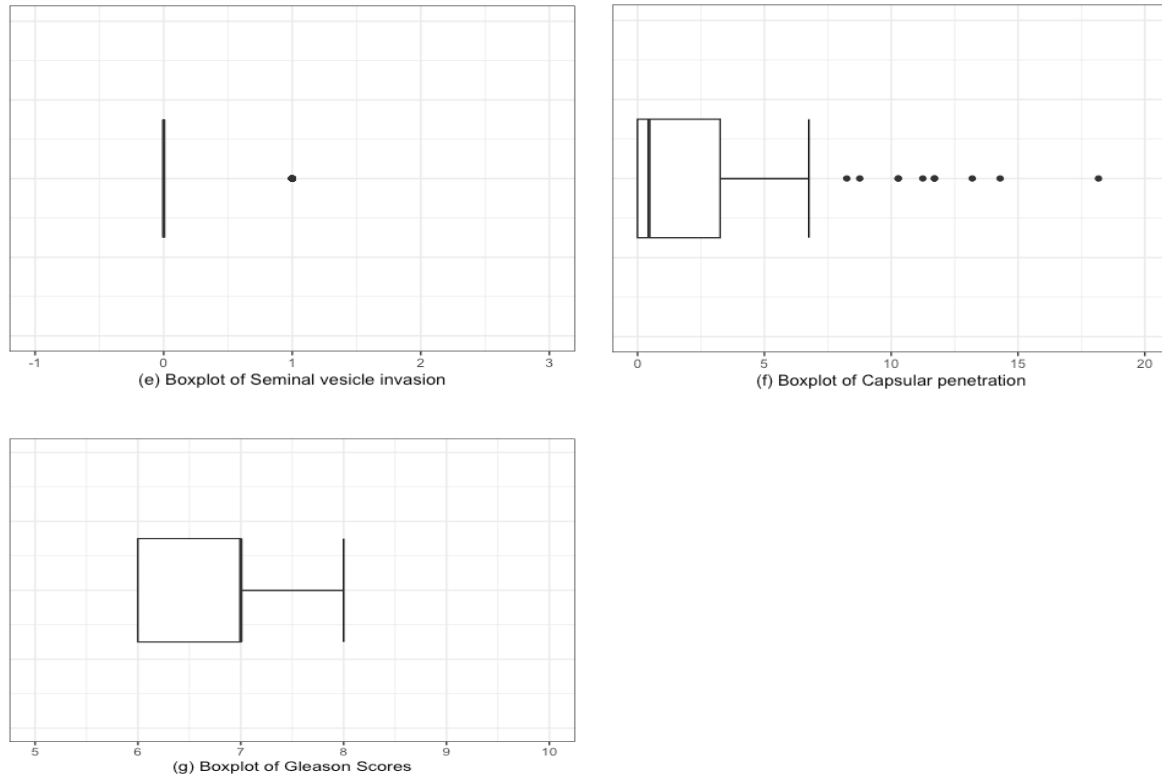 -1 0 1 2 3
(e) Boxplot of Seminal vesicle invasion
0 5 10 15 20
(f) Boxplot of Capsular penetration
5 6 7 8 9 10
(g) Boxplot of Gleason Scores